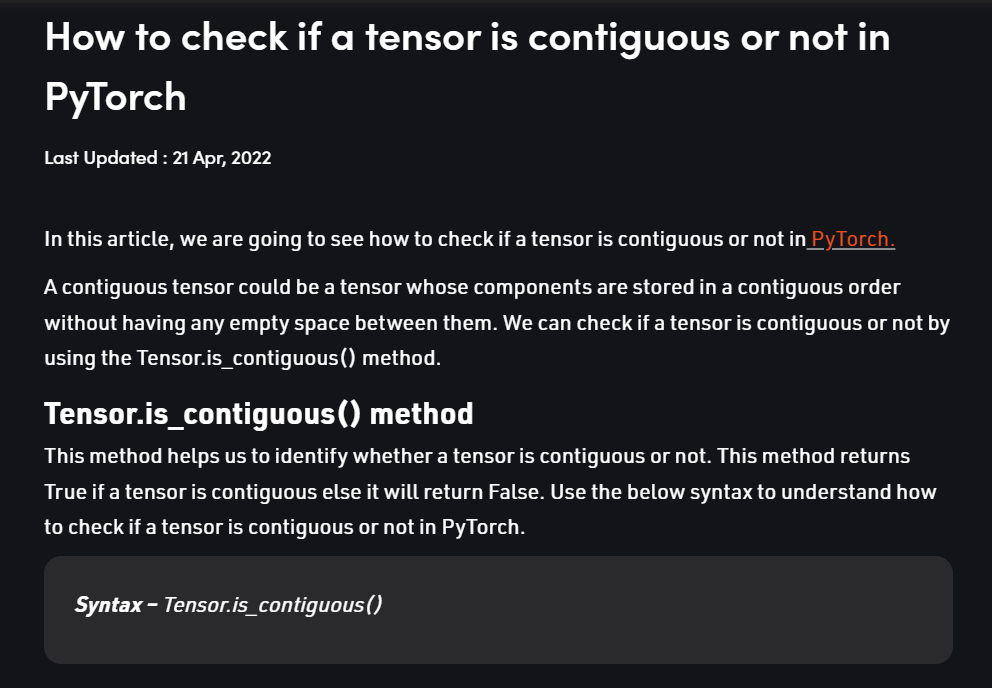 How to check if a tensor is contiguous or not in
PyTorch
Last Updated : 21 Apr, 2022
In this article, we are going to see how to check if a tensor is contiguous or not in PyTorch.
A contiguous tensor could be a tensor whose components are stored in a contiguous order
without having any empty space between them. We can check if a tensor is contiguous or not by
using the Tensor.is_contiguous() method.
Tensor.is_contiguous() method
This method helps us to identify whether a tensor is contiguous or not. This method returns
True if a tensor is contiguous else it will return False. Use the below syntax to understand how
to check if a tensor is contiguous or not in PyTorch.
Syntax – Tensor.is_contiguous()